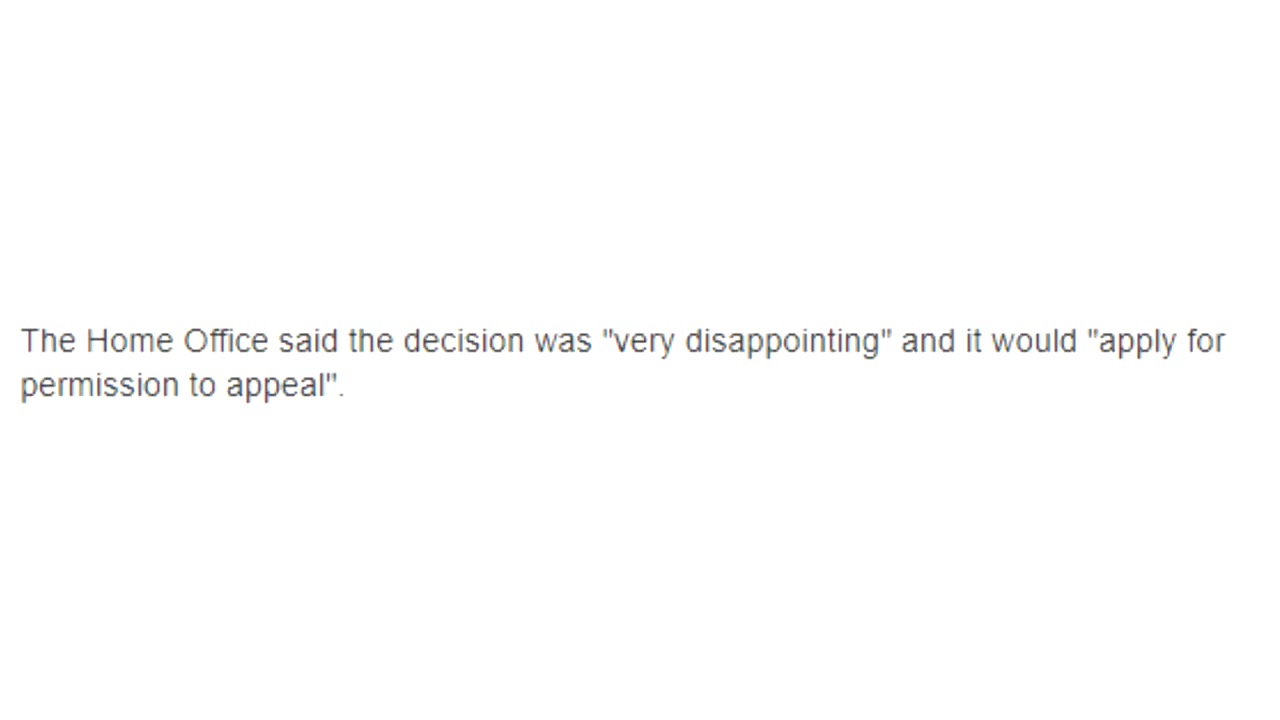 The Home Office said the decision was "very disappointing" and it would "apply for
permission to appeal".